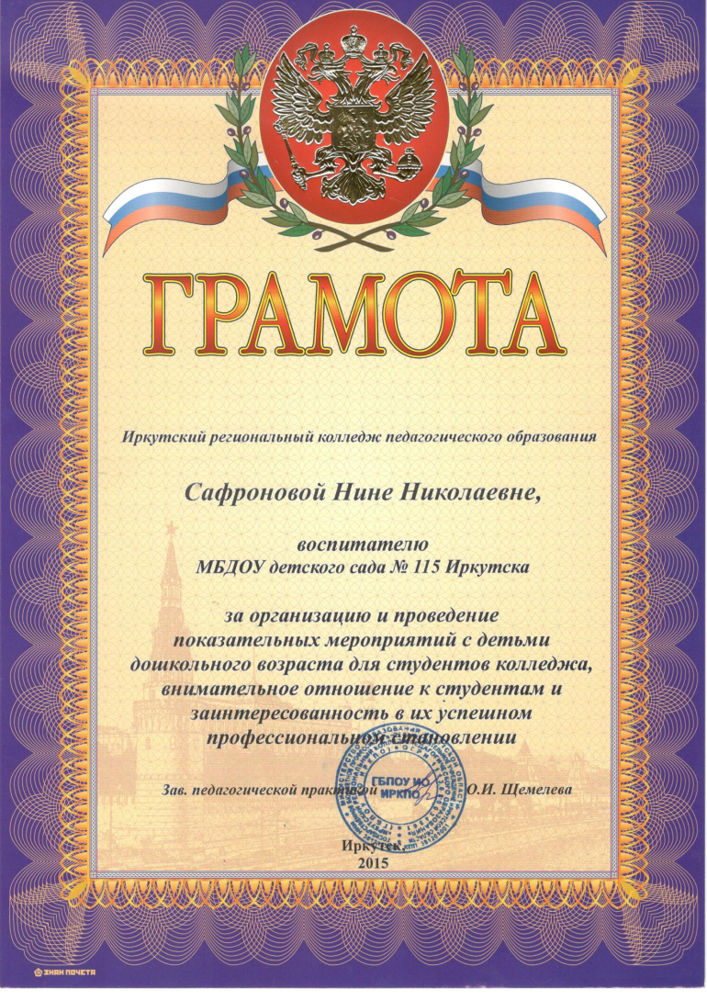 ГРАМОТА
Иркутский региональный колледж педагогического образования
Сафроновой Нине Николаевне,
воспитателю
МБДОУ детского сада № 115 Иркутска
за организацию и проведение
показательных мероприятий с детьми
дошкольного возраста для студентов колледжа,
внимательное отношение к студентам и
заинтересованность в их успешном
профессиональном становлении
Зав. педагогической практикой О.И. Щемелева
ГБПОУ ИО
ИРКПО
Иркутск,
2015
ЗНАК ПОЧЕТА